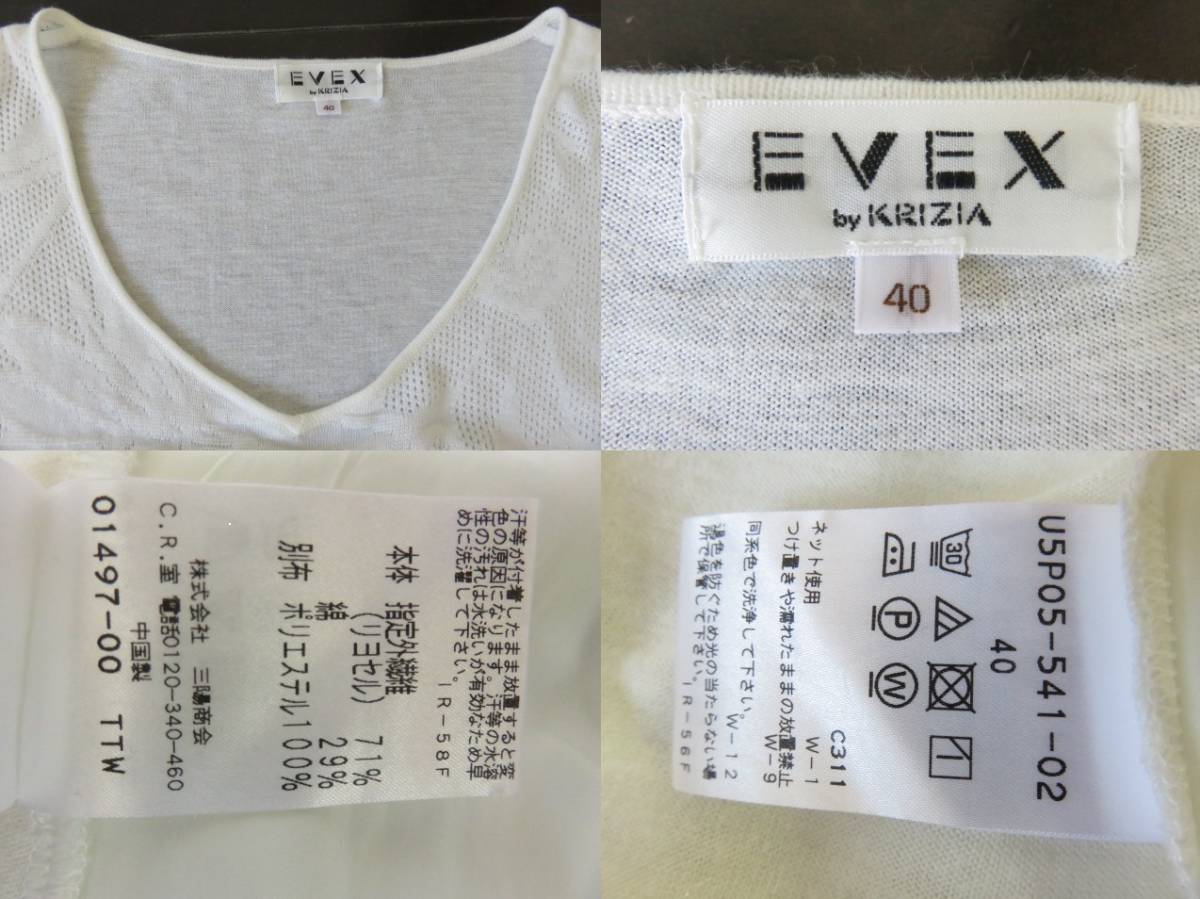 EVEX
by KRIZIA
40
EVEX
by KRIZIA
40
汗等が付着したまま放置すると変
色の原因になります。汗等の水溶
性の汚れは水洗いが有効なため早
めに洗濯して下さい。
IR-58F
本体 指定外繊維
(リヨセル) 71%
綿 29%
別布 ポリエステル100%
株式会社 三陽商会
C.R.室 電話0120-340-460
中国製
01497-00 TTW
U5P05-541-02
40
30
P
W
C311
ネット使用 W-1
つけ置きや濡れたままの放置禁止 W-9
同系色で洗浄して下さい。 W-12
退色を防ぐため光の当たらない場
所で保管して下さい。 IR-56F